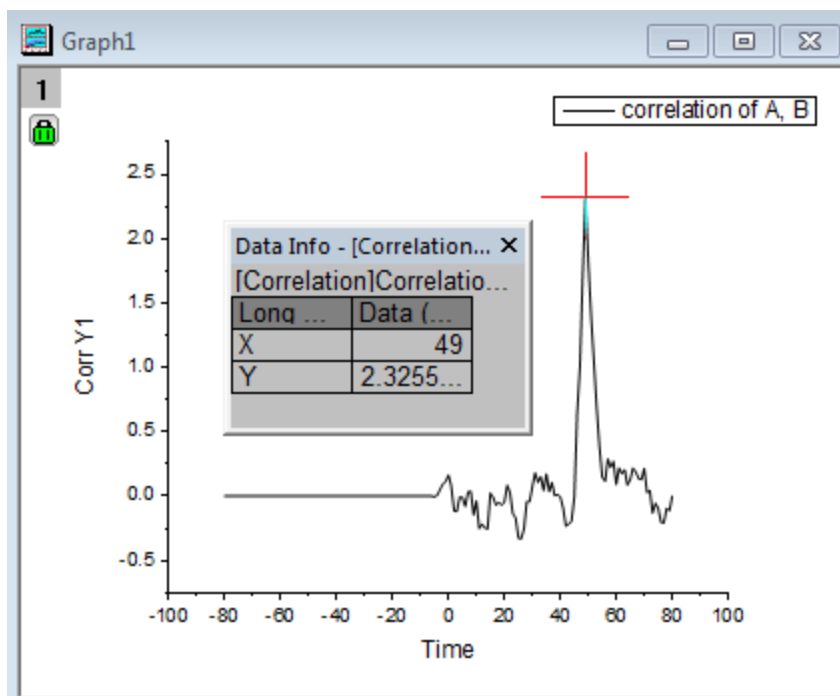 Graph1
1
correlation of A, B
2.5
2.0
1.5
1.0
0.5
0.0
-0.5
Corr Y1
Data Info - [Correlation... ×
[Correlation]Correlatio...
Long ... Data (...
X 49
Y 2.3255...
-100 -80 -60 -40 -20 0 20 40 60 80 100
Time